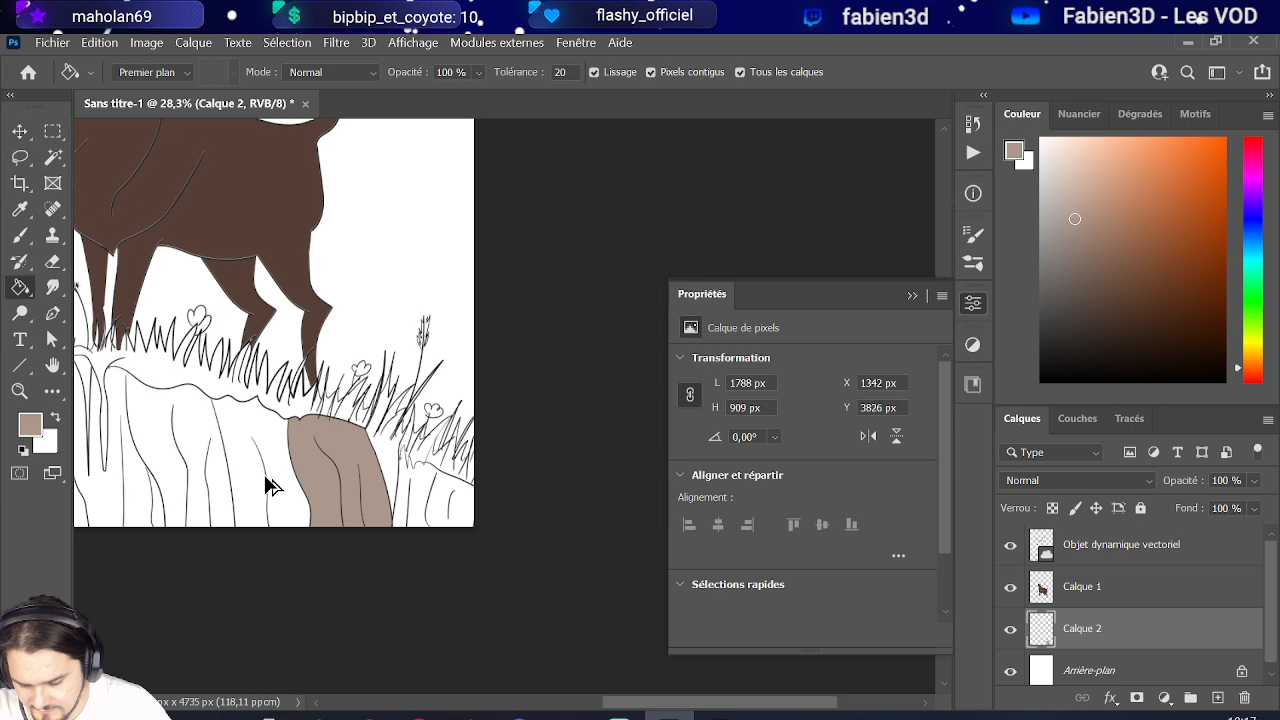 maholan69
bipbip_et_coyote: 10
flashy_officiel
fabien3d
Fabien3D - Les VOD
Ps Fichier Edition Image Calque Texte Sélection Filtre 3D Affichage Modules externes Fenêtre Aide
Premier plan Mode : Normal Opacité : 100 % Tolérance : 20 Lissage Pixels contigus Tous les calques
Sans titre-1 @ 28,3% (Calque 2, RVB/8) *
Couleur Nuancier Dégradés Motifs
Propriétés
Calque de pixels
Transformation
L 1788 px X 1342 px
H 909 px Y 3826 px
0,00°
Aligner et répartir
Alignement :
Sélections rapides
Calques Couches Tracés
Type
Normal Opacité : 100 %
Verrou : Fond : 100 %
Objet dynamique vectoriel
Calque 1
Calque 2
Arrière-plan
px x 4735 px (118,11 ppcm)